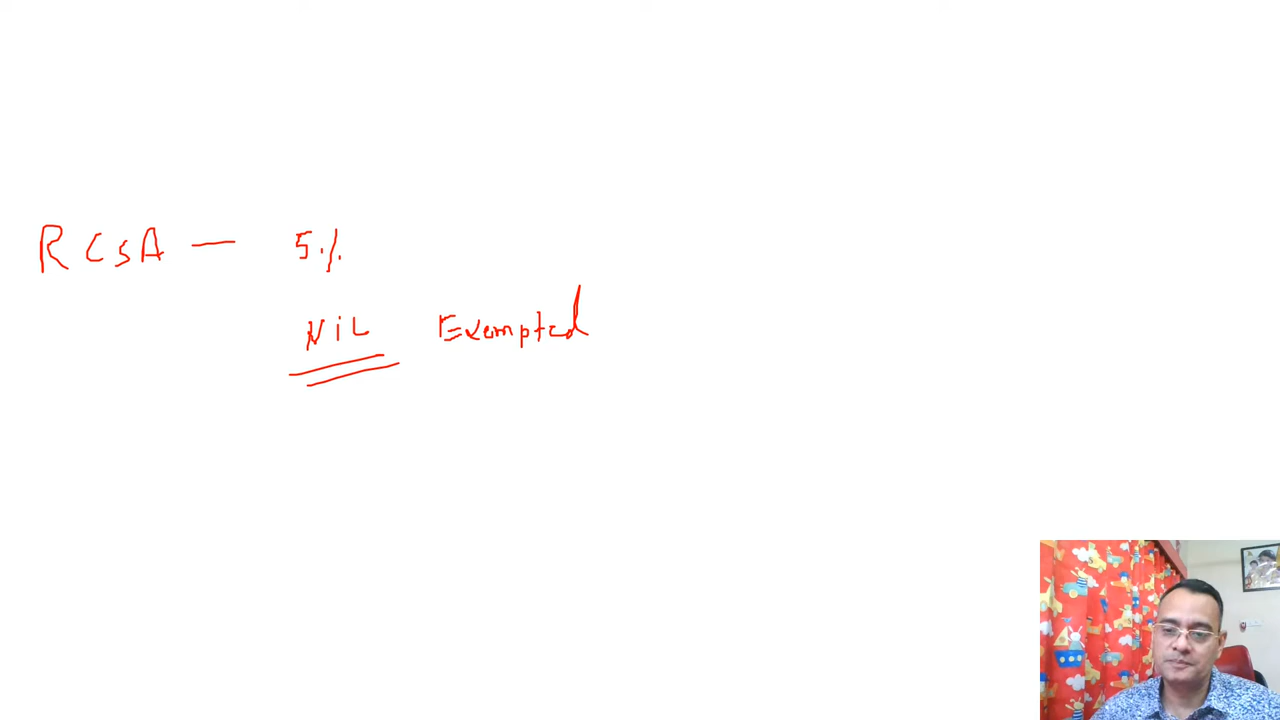 RCSA — 5%
NiL Exempted